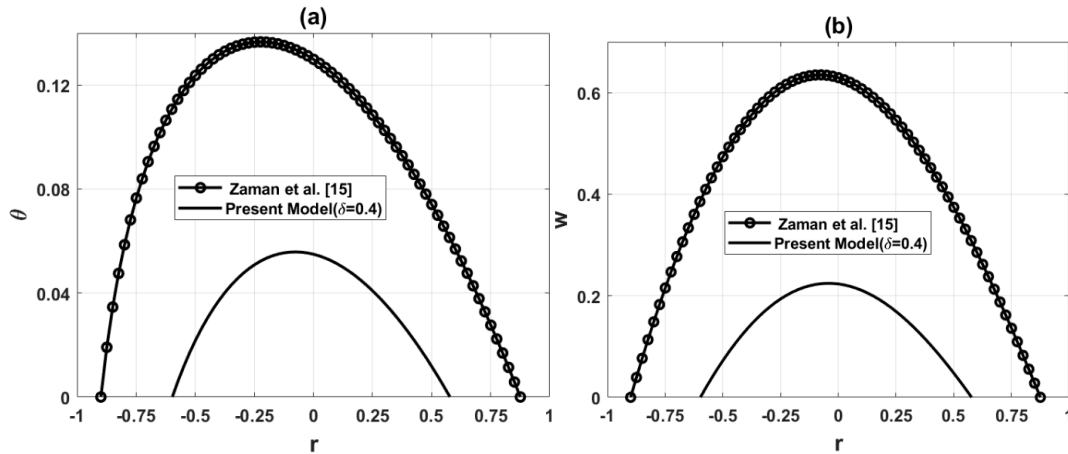 (a)
θ
0.12
0.08
0.04
0
-1 -0.75 -0.5 -0.25 0 0.25 0.5 0.75 1
r
Zaman et al. [15]
Present Model(δ=0.4)
(b)
w
0.6
0.4
0.2
0
-1 -0.75 -0.5 -0.25 0 0.25 0.5 0.75 1
r
Zaman et al. [15]
Present Model(δ=0.4)